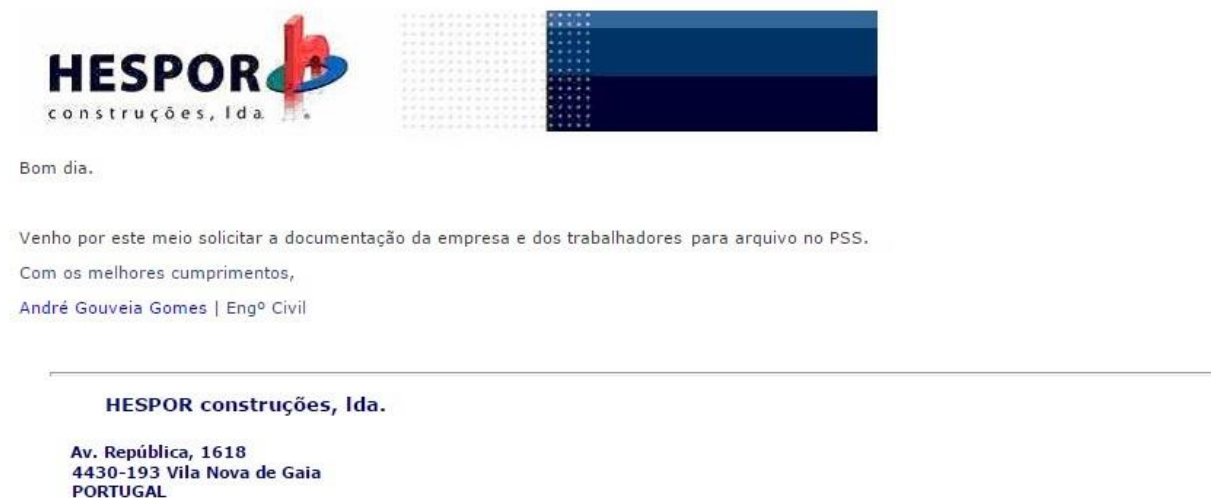 HESPOR
construções, lda.
Bom dia.
Venho por este meio solicitar a documentação da empresa e dos trabalhadores para arquivo no PSS.
Com os melhores cumprimentos,
André Gouveia Gomes | Engº Civil
HESPOR construções, lda.
Av. República, 1618
4430-193 Vila Nova de Gaia
PORTUGAL